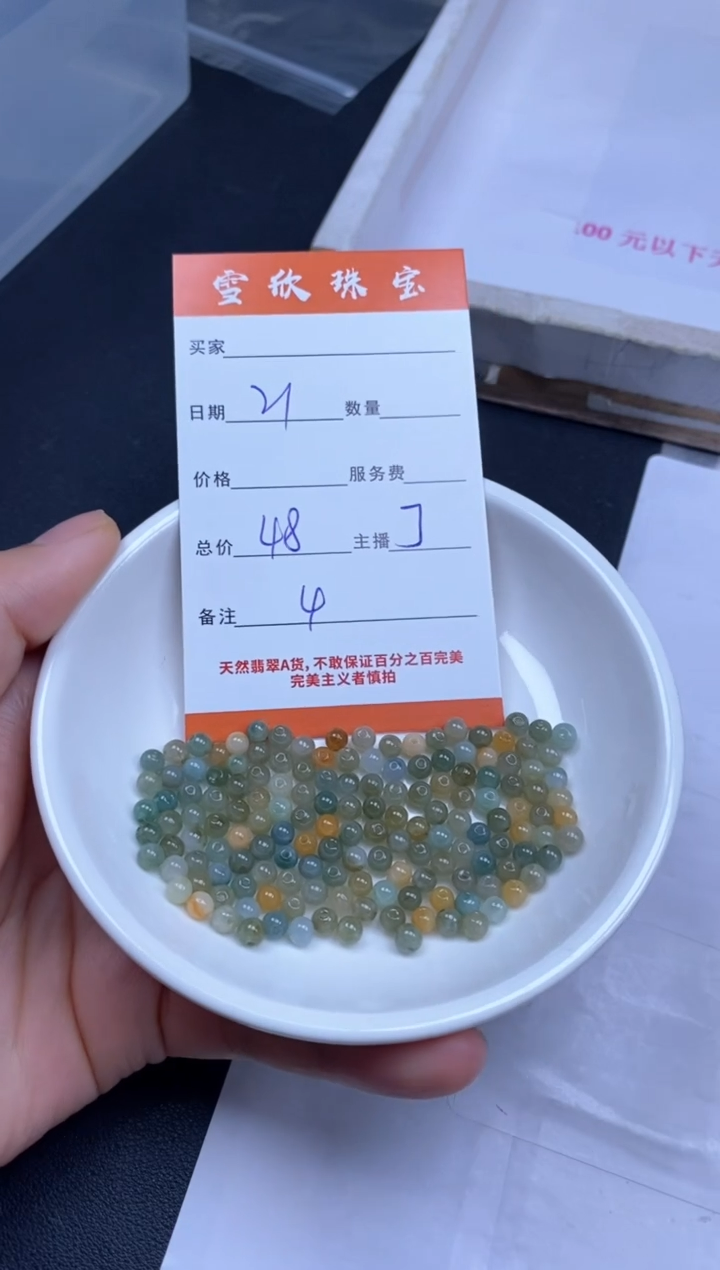 .00 元以下
雪欣珠宝
买家
日期 21 数量
价格 服务费
总价 48 主播
备注 4
天然翡翠A货，不敢保证百分之百完美
完美主义者慎拍